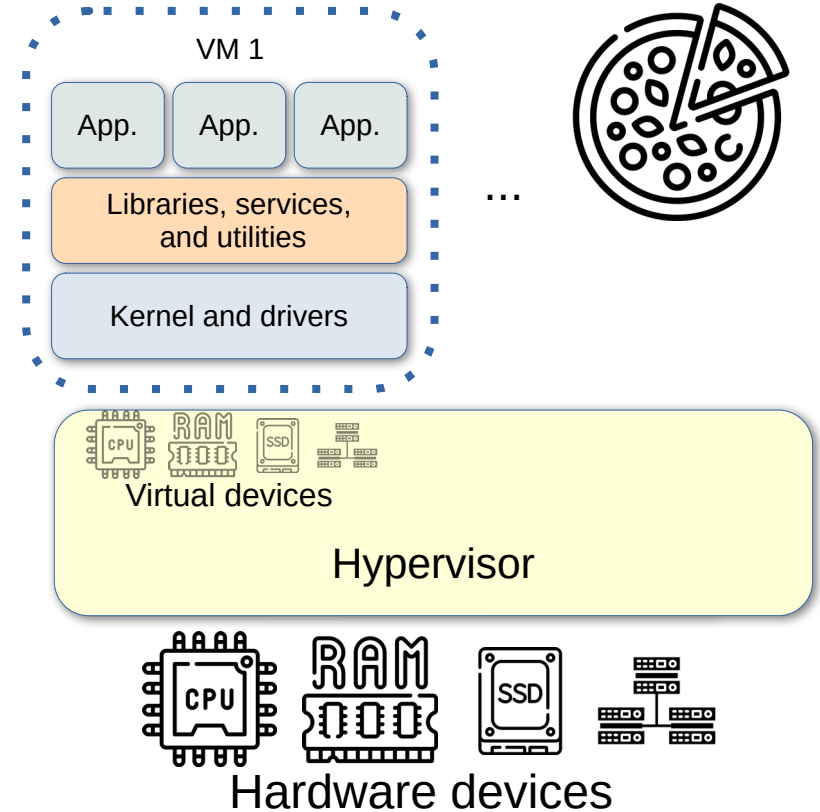 VM 1
App. App. App.
Libraries, services,
and utilities
...
Kernel and drivers
CPU RAM SSD
Virtual devices
Hypervisor
CPU RAM SSD
Hardware devices